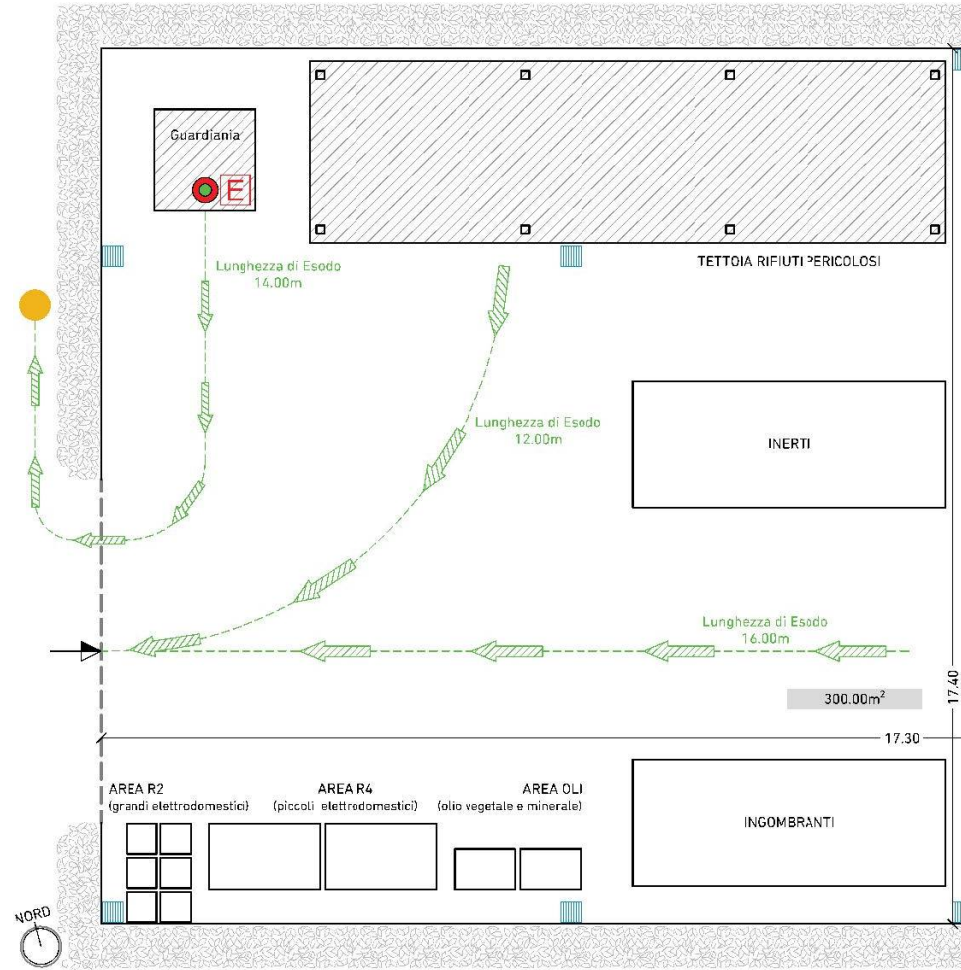 Guardiania
E
Lunghezza di Esodo
14.00m
TETTOIA RIFIUTI PERICOLOSI
Lunghezza di Esodo
12.00m
INERTI
Lunghezza di Esodo
16.00m
300.00m²
17.40
17.30
AREA R2
(grandi elettrodomestici)
AREA R4
(piccoli elettrodomestici)
AREA OLI
(olio vegetale e minerale)
INGOMBRANTI
NORD